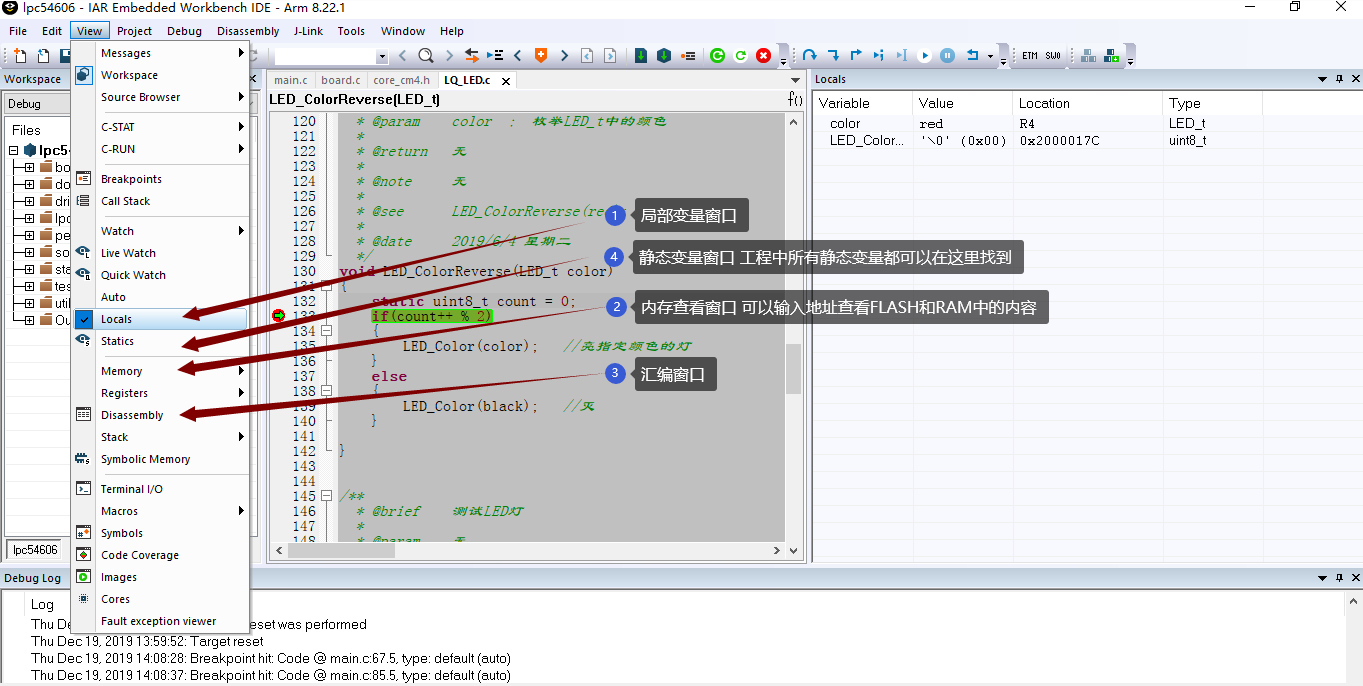 lpc54606 - IAR Embedded Workbench IDE - Arm 8.22.1
File Edit View Project Debug Disassembly J-Link Tools Window Help
ETM SWO
Workspace
Debug
Files
lpc5
bo
do
dri
lpc
pe
so
sta
tes
util
Ou
lpc54606
Messages
Workspace
Source Browser
C-STAT
C-RUN
Breakpoints
Call Stack
Watch
Live Watch
Quick Watch
Auto
Locals
Statics
Memory
Registers
Disassembly
Stack
Symbolic Memory
Terminal I/O
Macros
Symbols
Code Coverage
Images
Cores
Fault exception viewer
main.c board.c core_cm4.h LQ_LED.c
LED_ColorReverse(LED_t)
f()
120 * @param color : 枚举LED_t中的颜色
121 *
122 * @return 无
123 *
124 * @note 无
125 *
126 * @see LED_ColorReverse(re
127 *
128 * @date 2019/6/4 星期二
129 */
130 void LED_ColorReverse(LED_t color)
131 {
132 static uint8_t count = 0;
133 if(count++ % 2)
134 {
135 LED_Color(color); //亮指定颜色的灯
136 }
137 else
138 {
139 LED_Color(black); //灭
140 }
141
142 }
143
144
145 /**
146 * @brief 测试LED灯
147 *
148 * @param 无
1 局部变量窗口
4 静态变量窗口 工程中所有静态变量都可以在这里找到
2 内存查看窗口 可以输入地址查看FLASH和RAM中的内容
3 汇编窗口
Locals
Variable Value Location Type
color red R4 LED_t
LED_Color... '\0' (0x00) 0x2000017C uint8_t
Debug Log
Log
Thu De eset was performed
Thu Dec 19, 2019 13:59:52: Target reset
Thu Dec 19, 2019 14:08:28: Breakpoint hit: Code @ main.c:67.5, type: default (auto)
Thu Dec 19, 2019 14:08:37: Breakpoint hit: Code @ main.c:85.5, type: default (auto)